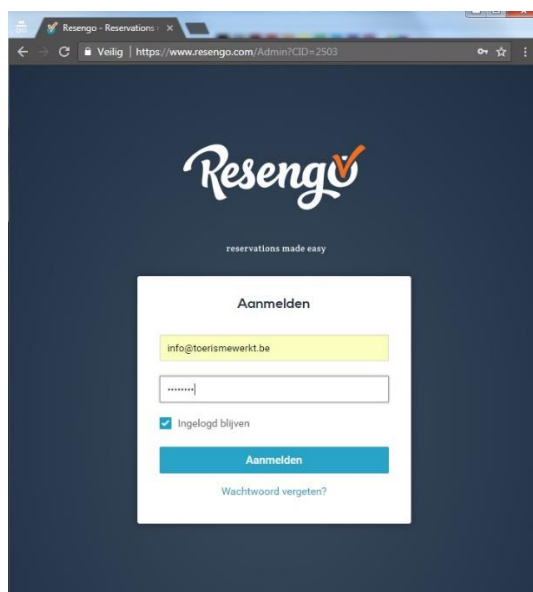 Resengo - Reservations
Veilig | https://www.resengo.com/Admin?CID=2503
Resengo
reservations made easy
Aanmelden
info@toerismewerkt.be
••••••••
Ingelogd blijven
Aanmelden
Wachtwoord vergeten?